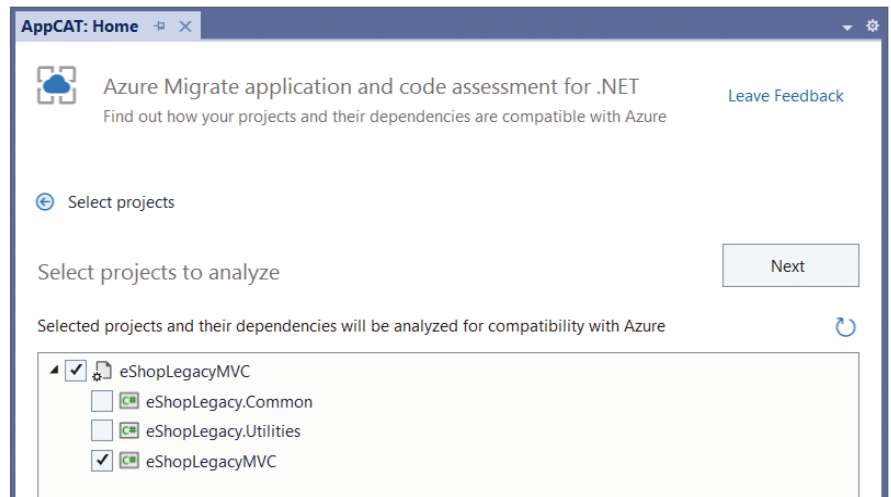 AppCAT: Home
Azure Migrate application and code assessment for .NET
Leave Feedback
Find out how your projects and their dependencies are compatible with Azure
Select projects
Select projects to analyze
Next
Selected projects and their dependencies will be analyzed for compatibility with Azure
eShopLegacyMVC
C# eShopLegacy.Common
C# eShopLegacy.Utilities
C# eShopLegacyMVC